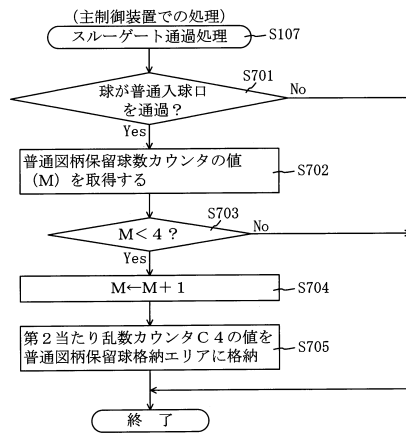 (主制御装置での処理)
スルーゲート通過処理
S107
球が普通入球口
を通過?
S701
No
Yes
普通図柄保留球数カウンタの値
(M)を取得する
S702
M<4?
S703
No
Yes
M←M+1
S704
第2当たり乱数カウンタC4の値を
普通図柄保留球格納エリアに格納
S705
終 了